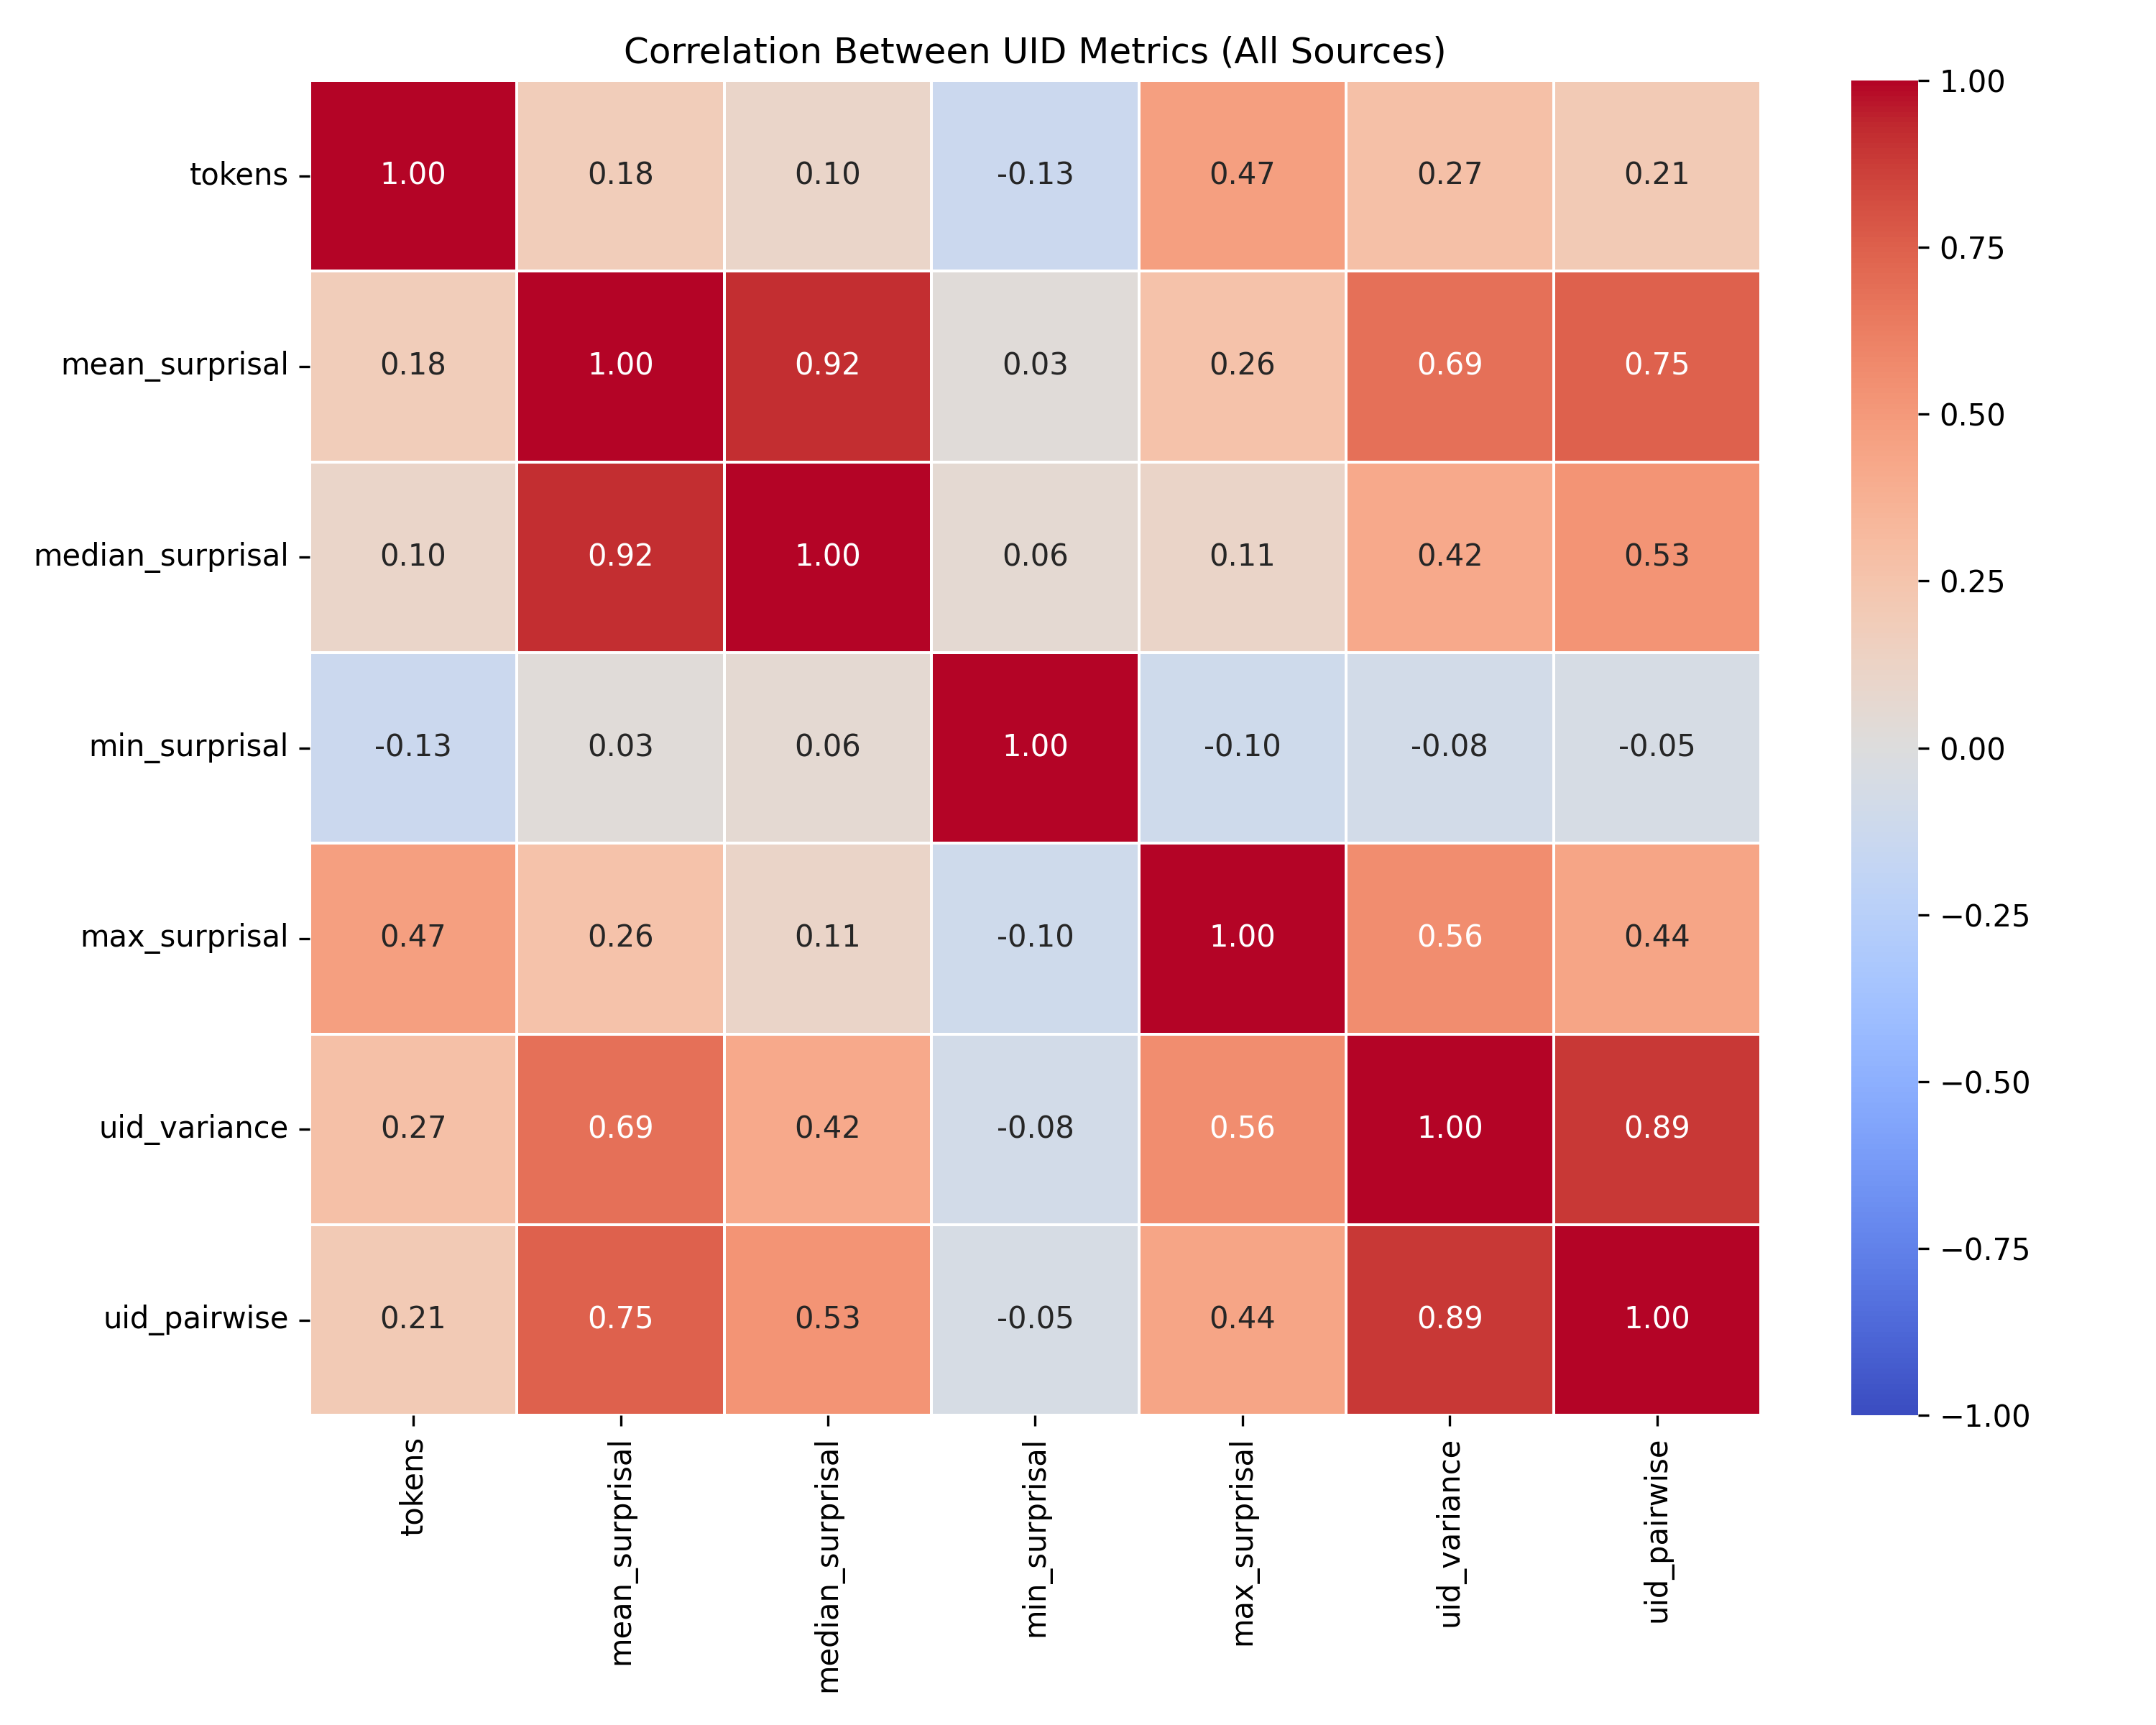 Correlation Between UID Metrics (All Sources)
tokens 1.00 0.18 0.10 -0.13 0.47 0.27 0.21
mean_surprisal 0.18 1.00 0.92 0.03 0.26 0.69 0.75
median_surprisal 0.10 0.92 1.00 0.06 0.11 0.42 0.53
min_surprisal -0.13 0.03 0.06 1.00 -0.10 -0.08 -0.05
max_surprisal 0.47 0.26 0.11 -0.10 1.00 0.56 0.44
uid_variance 0.27 0.69 0.42 -0.08 0.56 1.00 0.89
uid_pairwise 0.21 0.75 0.53 -0.05 0.44 0.89 1.00
tokens
mean_surprisal
median_surprisal
min_surprisal
max_surprisal
uid_variance
uid_pairwise
1.00
0.75
0.50
0.25
0.00
−0.25
−0.50
−0.75
−1.00